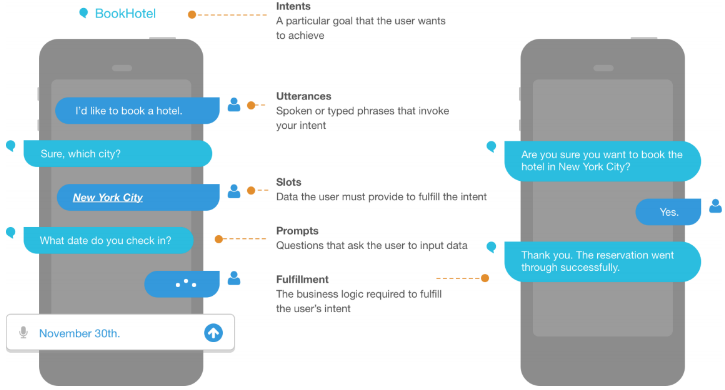 BookHotel
Intents
A particular goal that the user wants
to achieve
I'd like to book a hotel.
Utterances
Spoken or typed phrases that invoke
your intent
Sure, which city?
New York City
Slots
Data the user must provide to fulfill the intent
What date do you check in?
Prompts
Questions that ask the user to input data
Fulfillment
The business logic required to fulfill
the user's intent
November 30th.
Are you sure you want to book the
hotel in New York City?
Yes.
Thank you. The reservation went
through successfully.